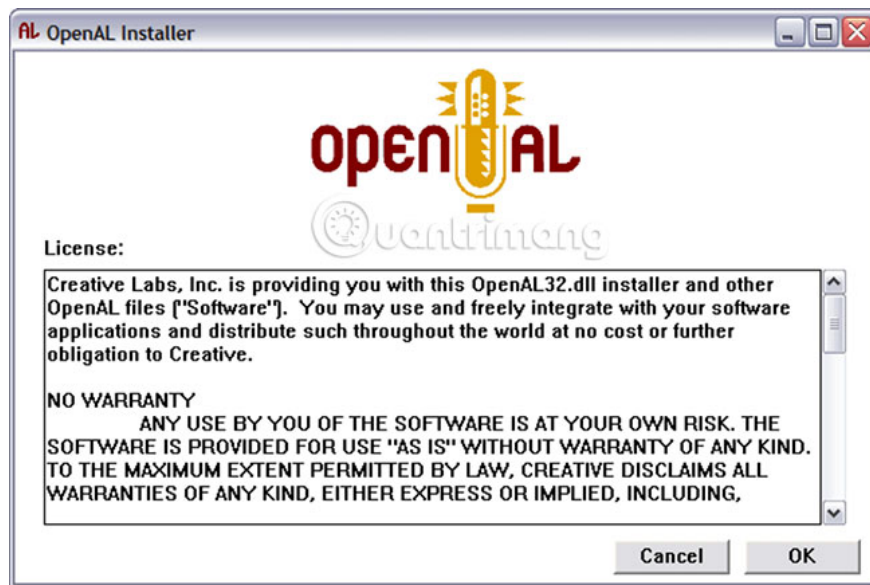 AL OpenAL Installer
OPENAL
Quantrimang
License:
Creative Labs, Inc. is providing you with this OpenAL32.dll installer and other
OpenAL files ("Software"). You may use and freely integrate with your software
applications and distribute such throughout the world at no cost or further
obligation to Creative.
NO WARRANTY
ANY USE BY YOU OF THE SOFTWARE IS AT YOUR OWN RISK. THE
SOFTWARE IS PROVIDED FOR USE "AS IS" WITHOUT WARRANTY OF ANY KIND.
TO THE MAXIMUM EXTENT PERMITTED BY LAW, CREATIVE DISCLAIMS ALL
WARRANTIES OF ANY KIND, EITHER EXPRESS OR IMPLIED, INCLUDING,
Cancel
OK